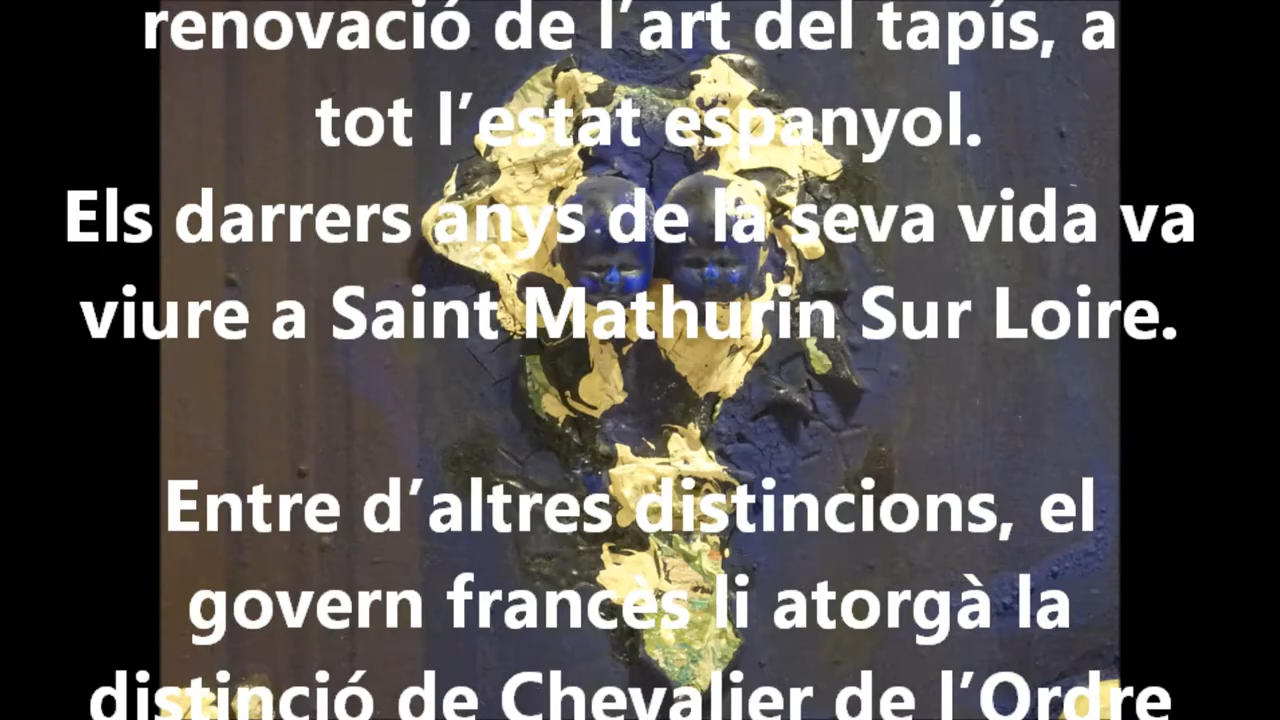 renovació de l’art del tapís, a
tot l’estat espanyol.
Els darrers anys de la seva vida va
viure a Saint Mathurin Sur Loire.
Entre d’altres distincions, el
govern francès li atorgà la
distinció de Chevalier de l’Ordre